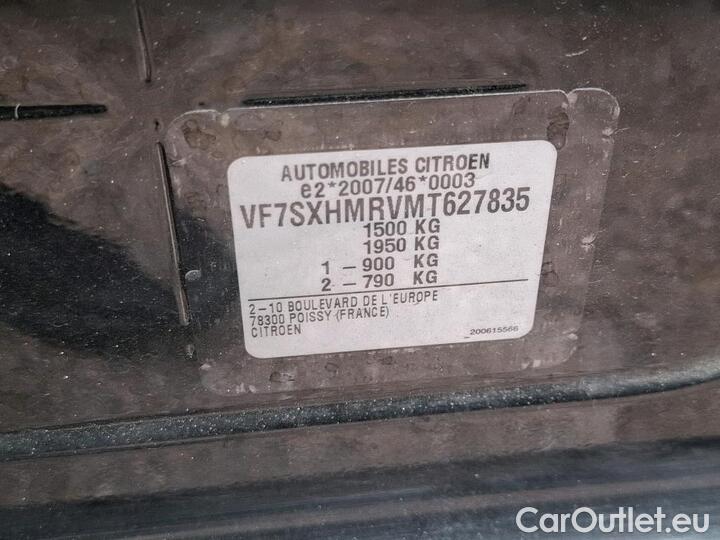 AUTOMOBILES CITROEN
e2*2007/46*0003
VF7SXHMRVMT627835
1500 KG
1950 KG
1 - 900 KG
2 - 790 KG
2-10 BOULEVARD DE L'EUROPE
78300 POISSY (FRANCE)
CITROEN
_200615566
CarOutlet.eu